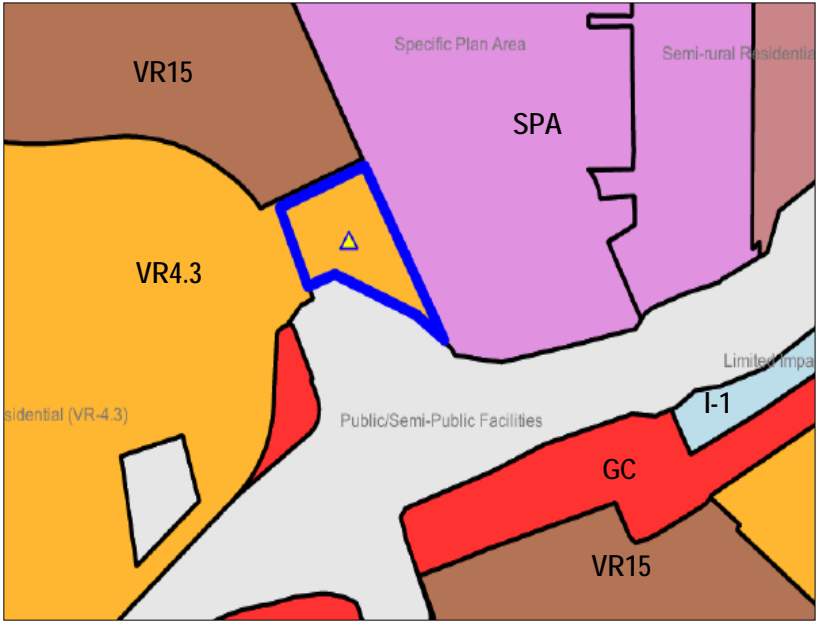 Specific Plan Area
Semi-rural Residentia
VR15
SPA
VR4.3
Limited Impa
I-1
sidential (VR-4.3)
Public/Semi-Public Facilities
GC
VR15